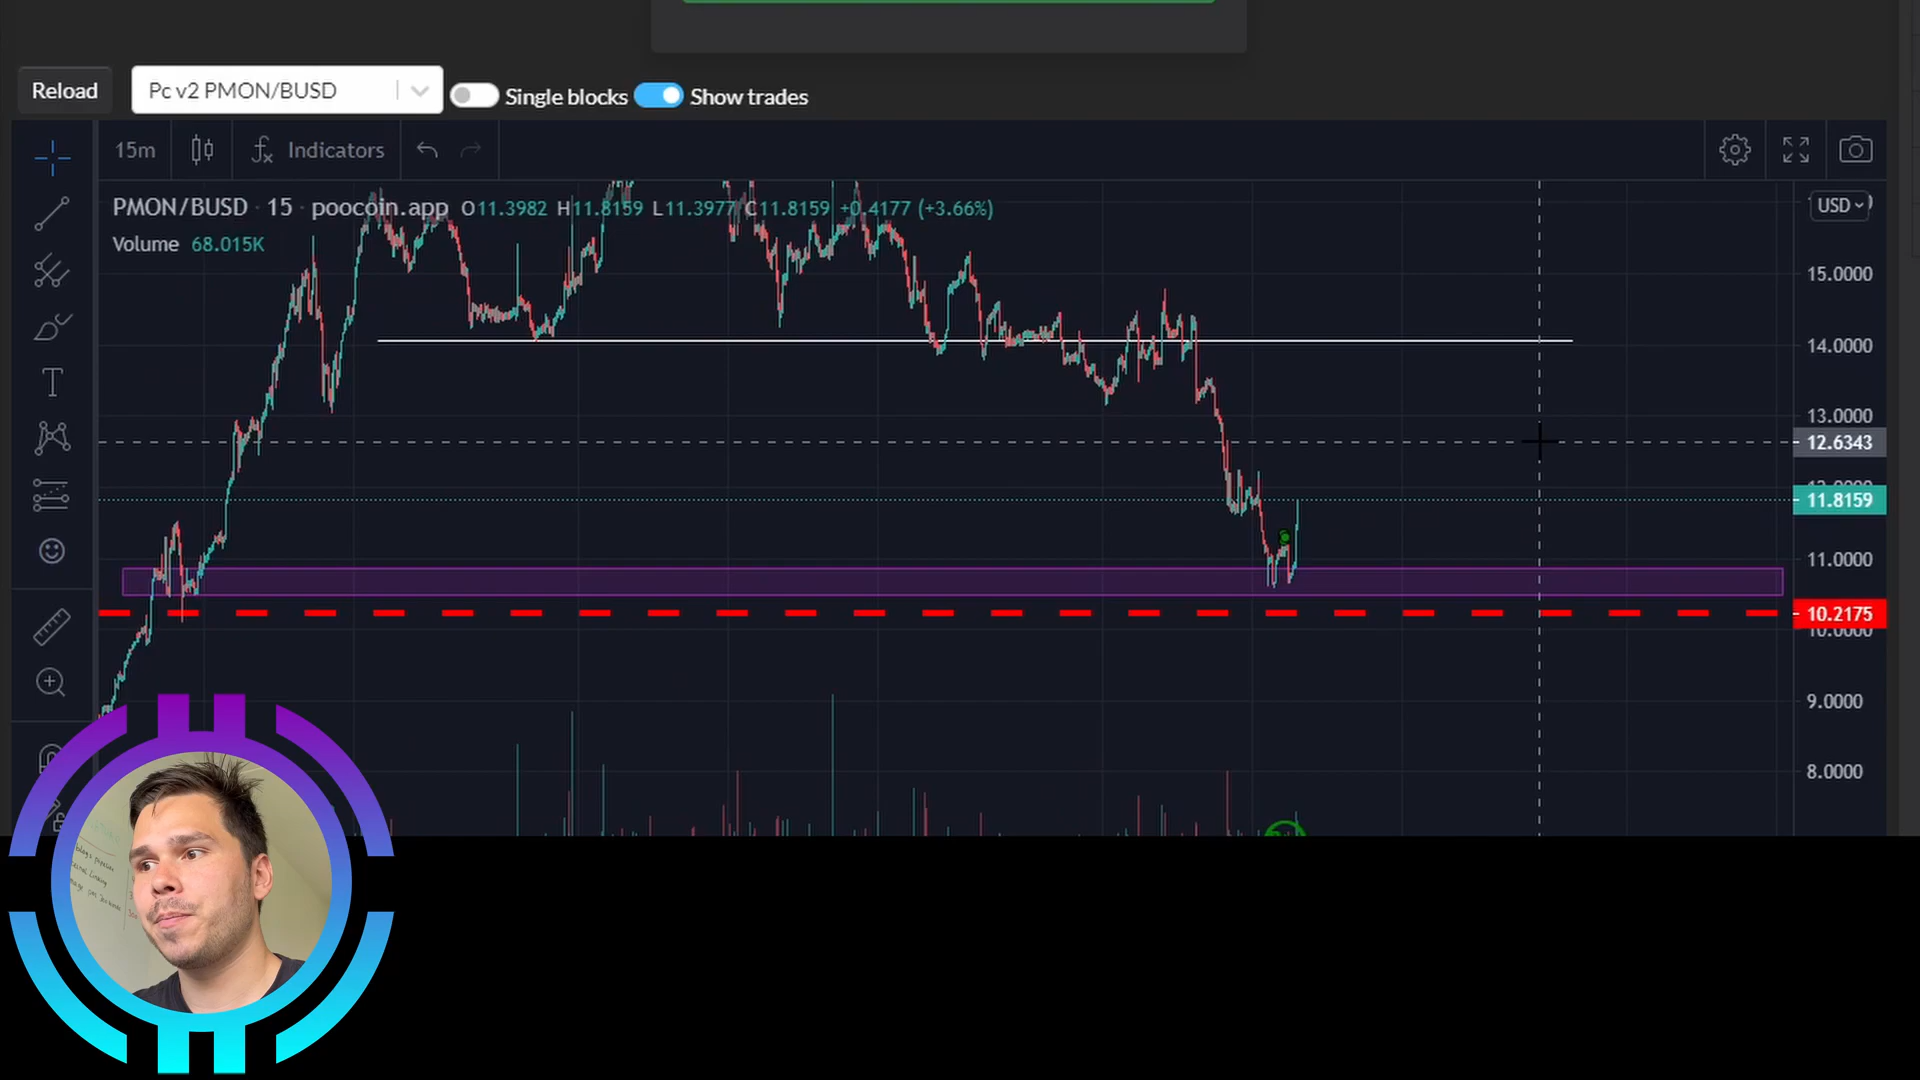 Reload
Pc v2 PMON/BUSD
Single blocks
Show trades
15m
Indicators
PMON/BUSD · 15 · poocoin.app O11.3982 H11.8159 L11.3977 C11.8159 +0.4177 (+3.66%)
Volume 68.015K
USD
15.0000
14.0000
13.0000
12.6343
11.8159
11.0000
10.2175
10.0000
9.0000
8.0000